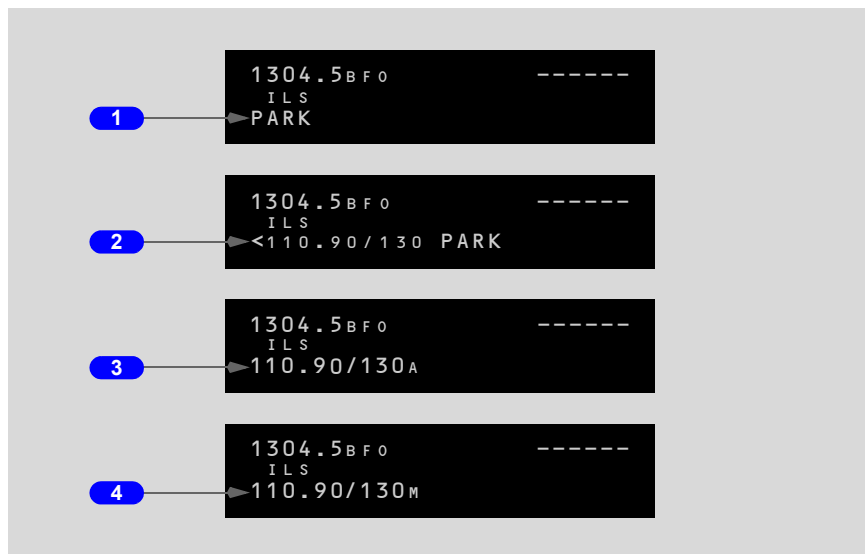 1304.5BFO ------
ILS
1 PARK
1304.5BFO ------
ILS
2 <110.90/130 PARK
1304.5BFO ------
ILS
3 110.90/130A
1304.5BFO ------
ILS
4 110.90/130M